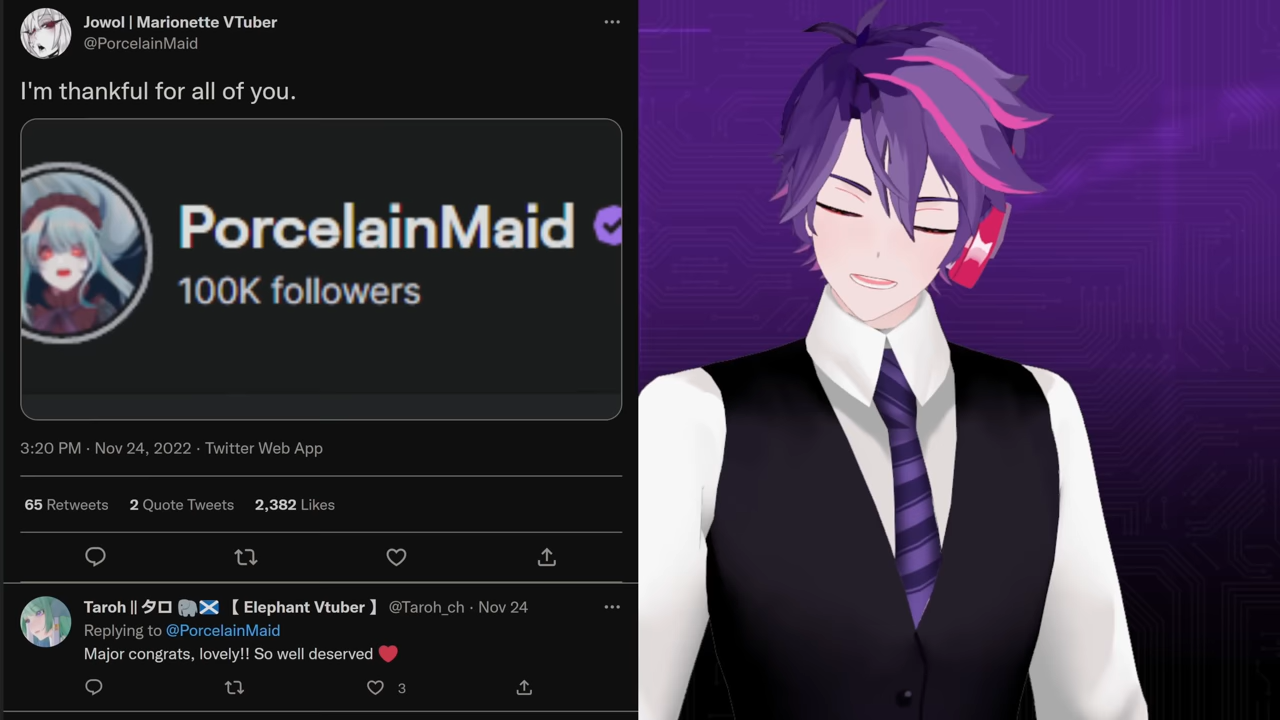 Jowol | Marionette VTuber
@PorcelainMaid
I'm thankful for all of you.
PorcelainMaid
100K followers
3:20 PM · Nov 24, 2022 · Twitter Web App
65 Retweets 2 Quote Tweets 2,382 Likes
Taroh || タロ 🐘🏴󠁧󠁢󠁳󠁣󠁴󠁿 【 Elephant Vtuber 】 @Taroh_ch · Nov 24
Replying to @PorcelainMaid
Major congrats, lovely!! So well deserved ❤️
3